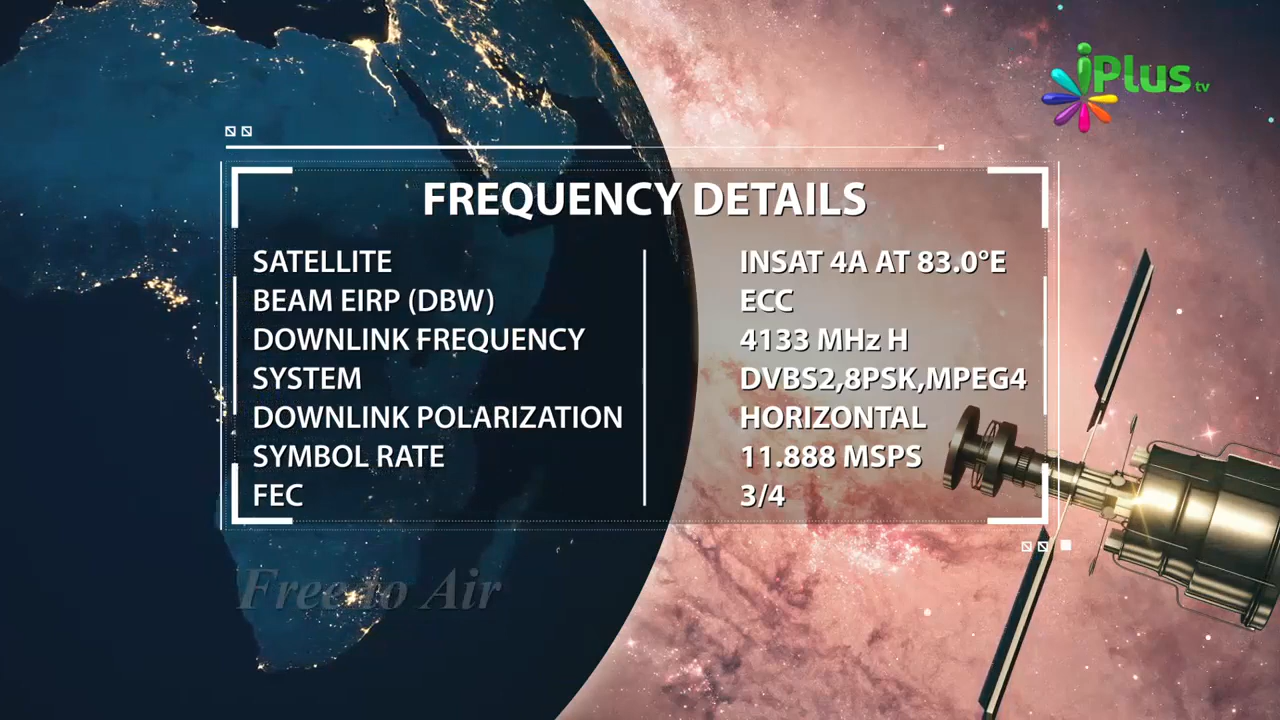 iPlus tv
FREQUENCY DETAILS
SATELLITE INSAT 4A AT 83.0°E
BEAM EIRP (DBW) ECC
DOWNLINK FREQUENCY 4133 MHz H
SYSTEM DVBS2,8PSK,MPEG4
DOWNLINK POLARIZATION HORIZONTAL
SYMBOL RATE 11.888 MSPS
FEC 3/4
Free to Air